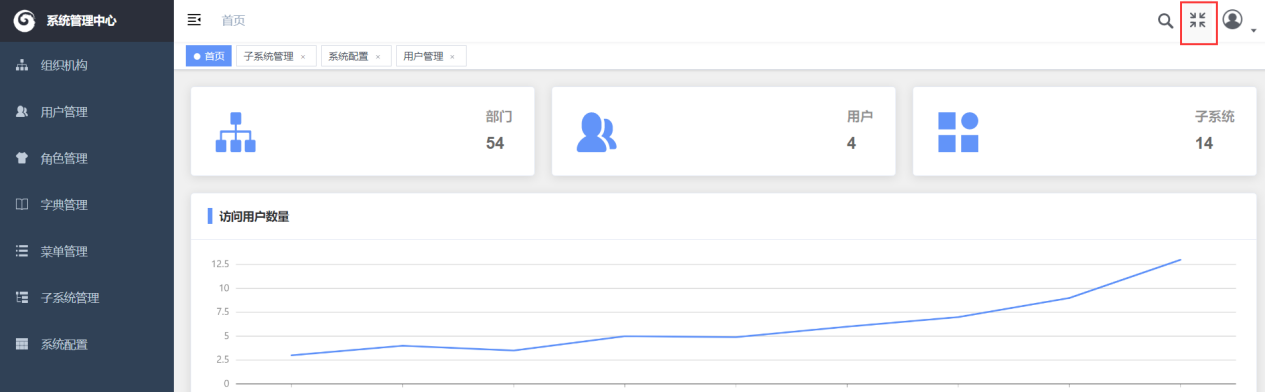 系统管理中心
首页
首页
子系统管理 ×
系统配置 ×
用户管理 ×
组织机构
用户管理
角色管理
字典管理
菜单管理
子系统管理
系统配置
部门
54
用户
4
子系统
14
访问用户数量
12.5
10
7.5
5
2.5
0